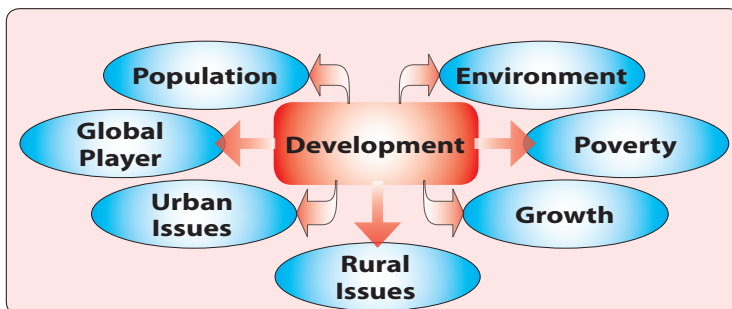 Population
Environment
Global
Player
Development
Poverty
Urban
Issues
Growth
Rural
Issues